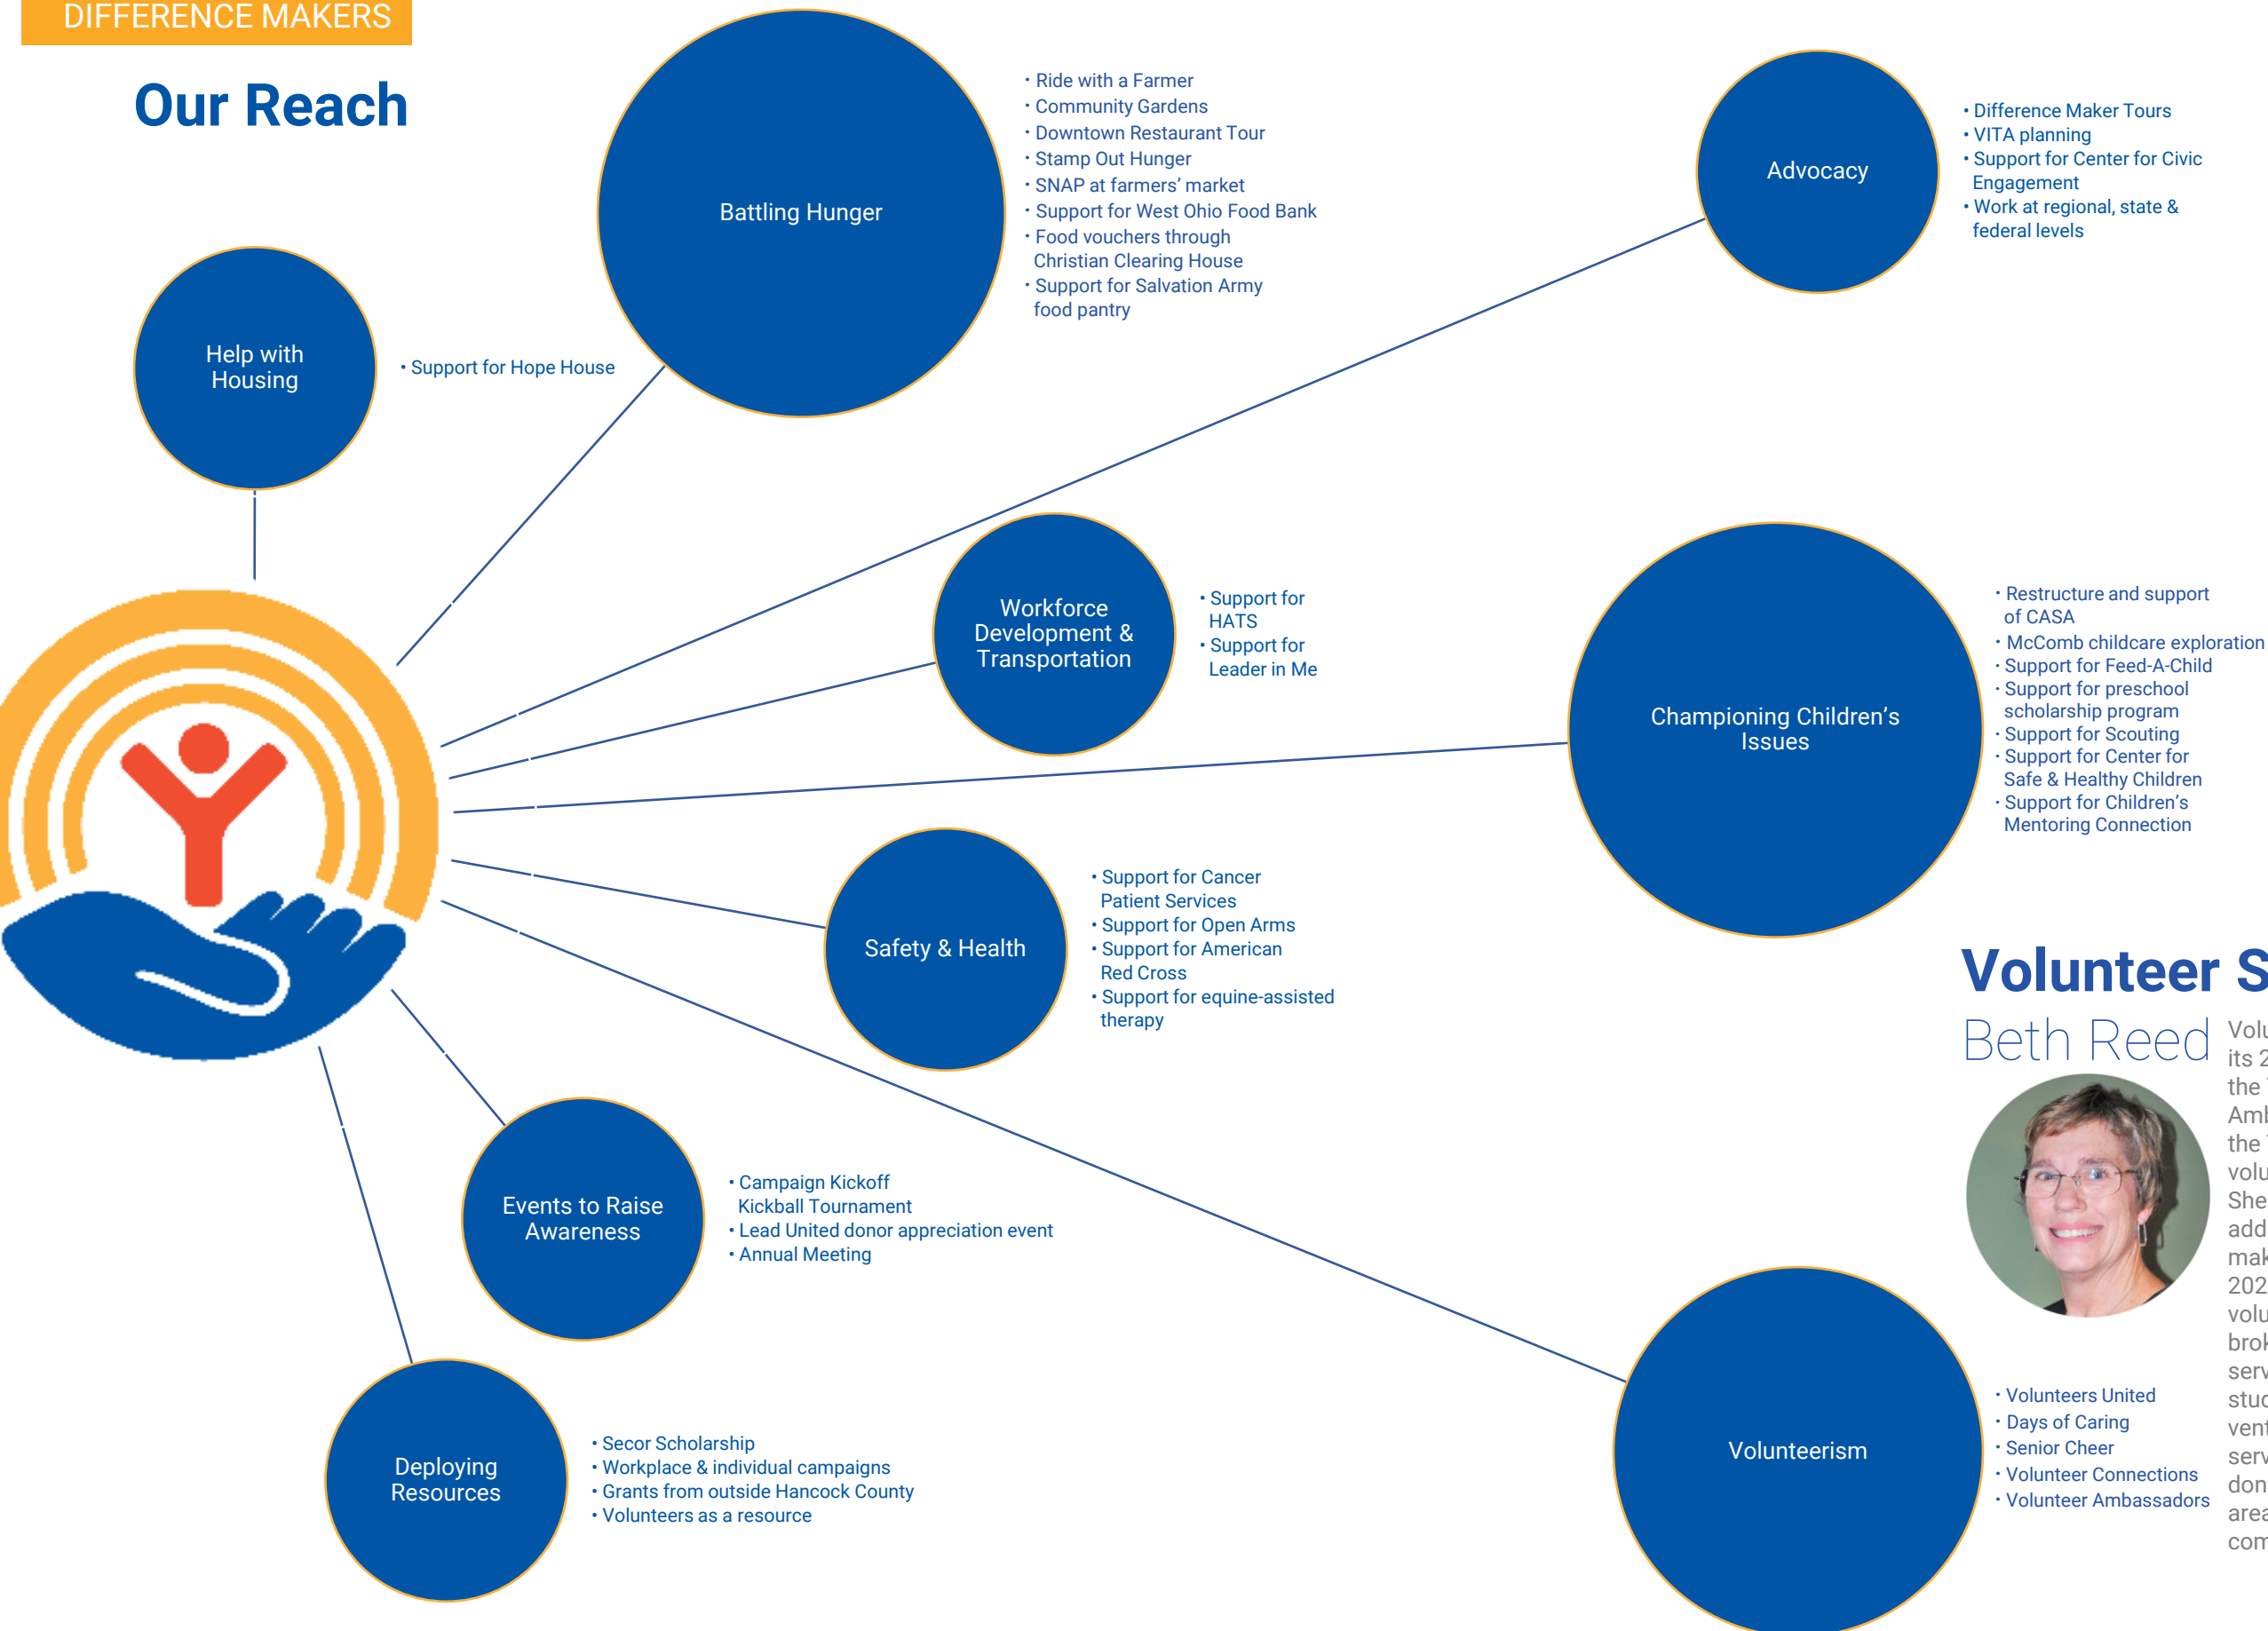 DIFFERENCE MAKERS
Our Reach
Help with
Housing
• Support for Hope House
Battling Hunger
• Ride with a Farmer
• Community Gardens
• Downtown Restaurant Tour
• Stamp Out Hunger
• SNAP at farmers’ market
• Support for West Ohio Food Bank
• Food vouchers through
Christian Clearing House
• Support for Salvation Army
food pantry
Advocacy
• Difference Maker Tours
• VITA planning
• Support for Center for Civic
Engagement
• Work at regional, state &
federal levels
Workforce
Development &
Transportation
• Support for
HATS
• Support for
Leader in Me
Championing Children’s
Issues
• Restructure and support
of CASA
• McComb childcare exploration
• Support for Feed-A-Child
• Support for preschool
scholarship program
• Support for Scouting
• Support for Center for
Safe & Healthy Children
• Support for Children’s
Mentoring Connection
Safety & Health
• Support for Cancer
Patient Services
• Support for Open Arms
• Support for American
Red Cross
• Support for equine-assisted
therapy
Events to Raise
Awareness
• Campaign Kickoff
Kickball Tournament
• Lead United donor appreciation event
• Annual Meeting
Deploying
Resources
• Secor Scholarship
• Workplace & individual campaigns
• Grants from outside Hancock County
• Volunteers as a resource
Volunteerism
• Volunteers United
• Days of Caring
• Senior Cheer
• Volunteer Connections
• Volunteer Ambassadors
Volunteer S
Beth Reed
its 2
the
the
She
202